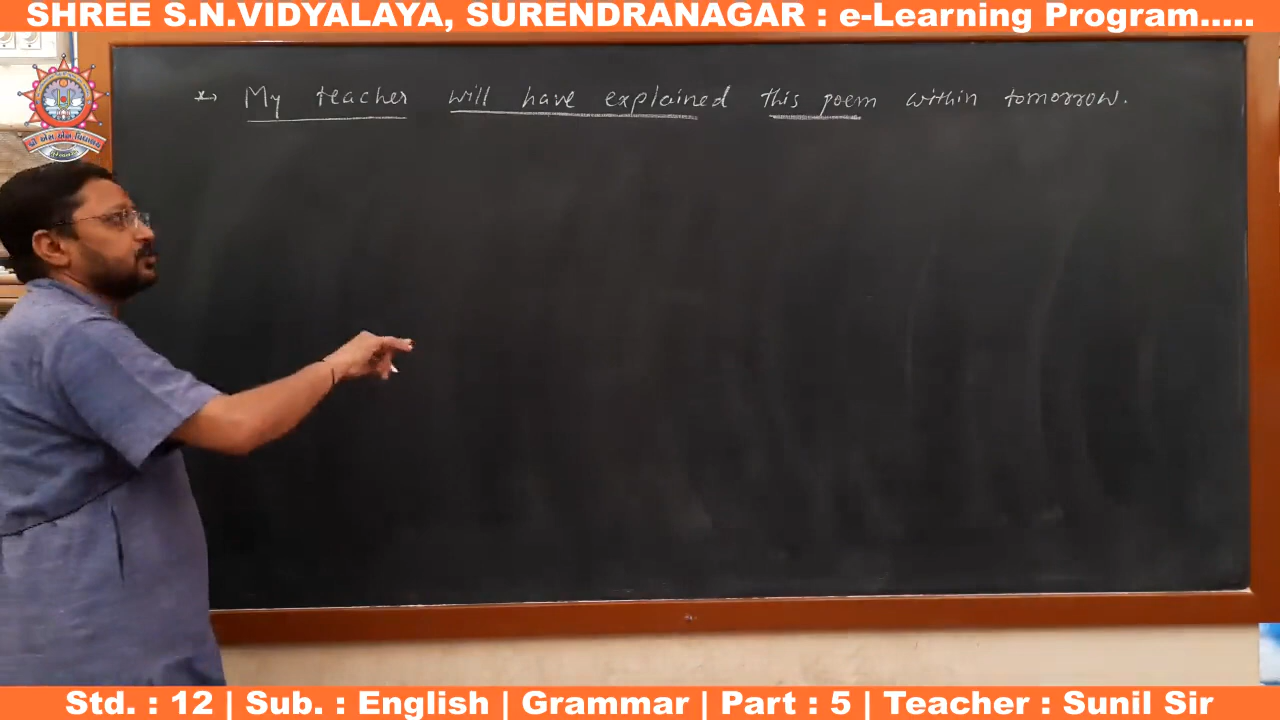 SHREE S.N.VIDYALAYA, SURENDRANAGAR : e-Learning Program.....
My teacher will have explained this poem within tomorrow.
Std. : 12 | Sub. : English | Grammar | Part : 5 | Teacher : Sunil Sir